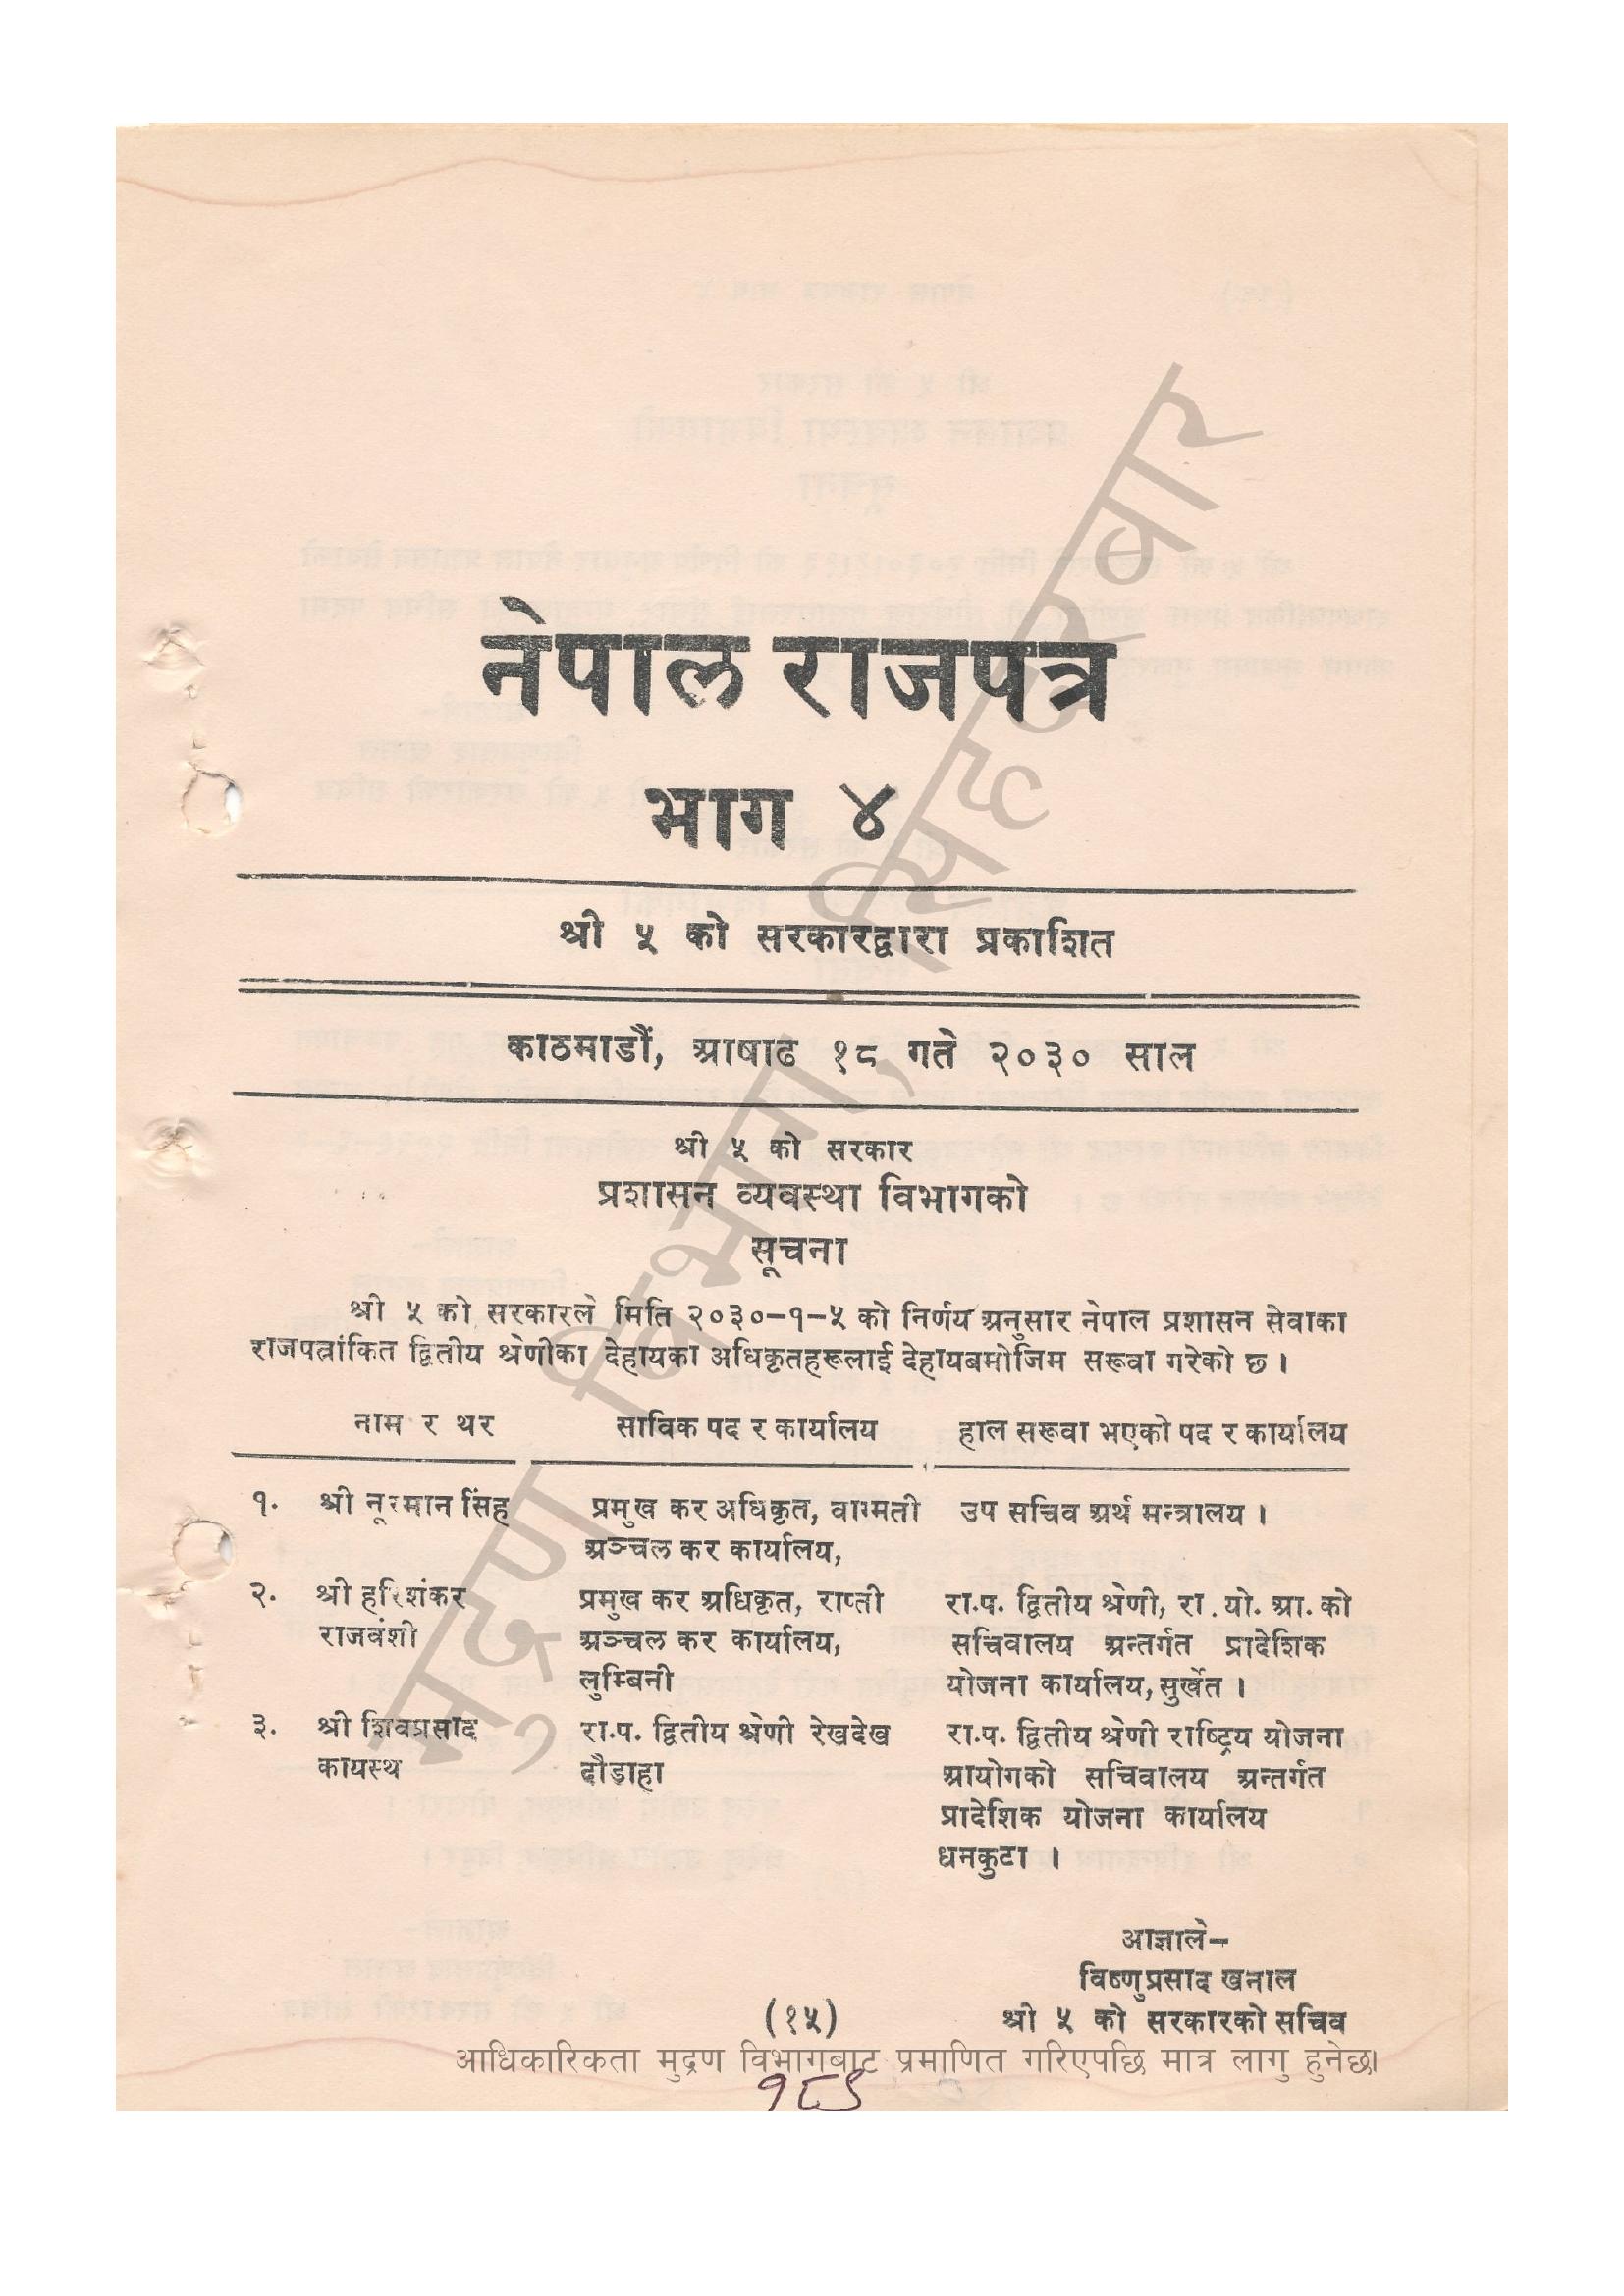 नेपाल राजपत्र
भाग ४
श्री ५ को सरकारद्वारा प्रकाशित
काठमाडौं, आषाढ १८ गते २०३० साल
श्री ५ को सरकार
प्रशासन व्यवस्था विभागको
सूचना
श्री ५ को सरकारले मिति २०३०-१-५ को निर्णय अनुसार नेपाल प्रशासन सेवाका
राजपत्रांकित द्वितीय श्रेणीका देहायका अधिकृतहरूलाई देहायबमोजिम सरूवा गरेको छ ।
नाम र थर साविक पद र कार्यालय हाल सरूवा भएको पद र कार्यालय
१. श्री नूरमान सिंह प्रमुख कर अधिकृत, वाग्मती उप सचिव अर्थ मन्त्रालय ।
अञ्चल कर कार्यालय,
२. श्री हरिशंकर प्रमुख कर अधिकृत, राप्ती रा.प. द्वितीय श्रेणी, रा.यो. आ. को
राजवंशी अञ्चल कर कार्यालय, सचिवालय अन्तर्गत प्रादेशिक
लुम्बिनी योजना कार्यालय, सुर्खेत ।
३. श्री शिवप्रसाद रा.प. द्वितीय श्रेणी रेखदेख रा.प. द्वितीय श्रेणी राष्ट्रिय योजना
कायस्थ दौडाहा आयोगको सचिवालय अन्तर्गत
प्रादेशिक योजना कार्यालय
धनकुटा ।
आज्ञाले-
विष्णुप्रसाद खनाल
(१५) श्री ५ को सरकारको सचिव
आधिकारिकता मुद्रण विभागबाट प्रमाणित गरिएपछि मात्र लागु हुनेछ।
मुद्रण विभाग, सिंहदरबार